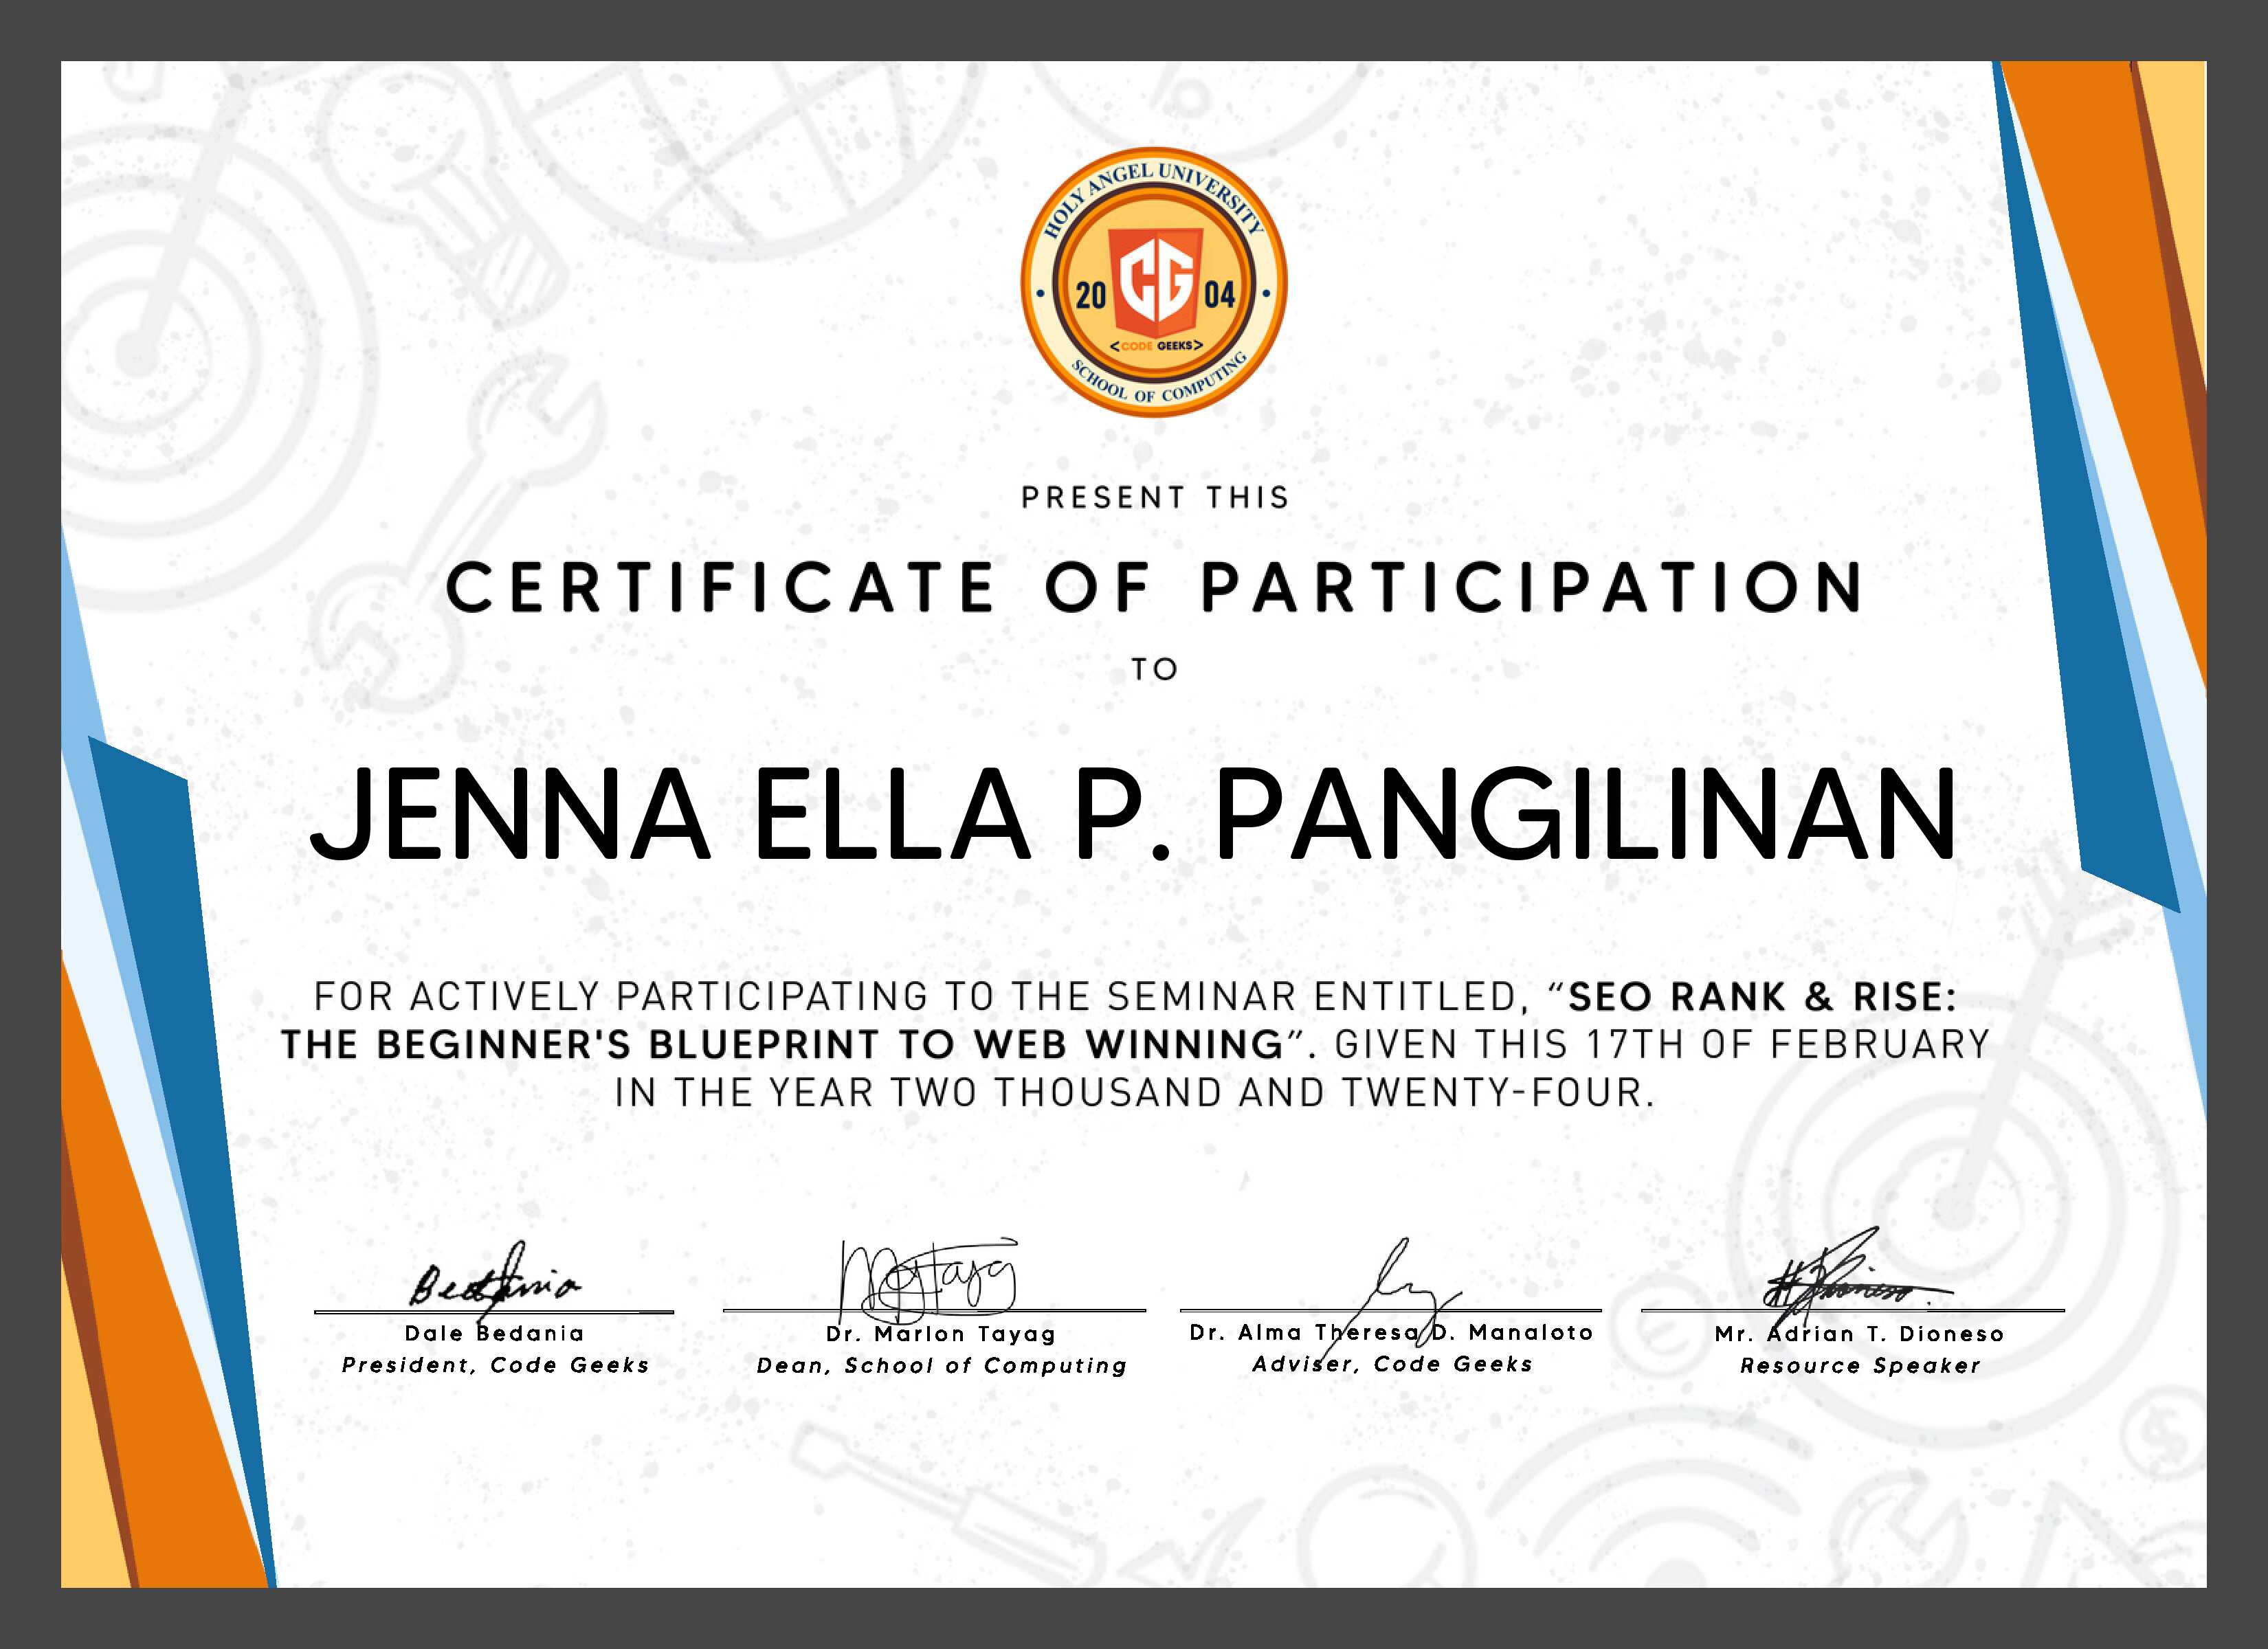 HOLY ANGEL UNIVERSITY
20 CG 04
<CODE GEEKS>
SCHOOL OF COMPUTING
PRESENT THIS
CERTIFICATE OF PARTICIPATION
TO
JENNA ELLA P. PANGILINAN
FOR ACTIVELY PARTICIPATING TO THE SEMINAR ENTITLED, “SEO RANK & RISE:
THE BEGINNER'S BLUEPRINT TO WEB WINNING”. GIVEN THIS 17TH OF FEBRUARY
IN THE YEAR TWO THOUSAND AND TWENTY-FOUR.
Dale Bedania
President, Code Geeks
Dr. Marlon Tayag
Dean, School of Computing
Dr. Alma Theresa D. Manaloto
Adviser, Code Geeks
Mr. Adrian T. Dioneso
Resource Speaker